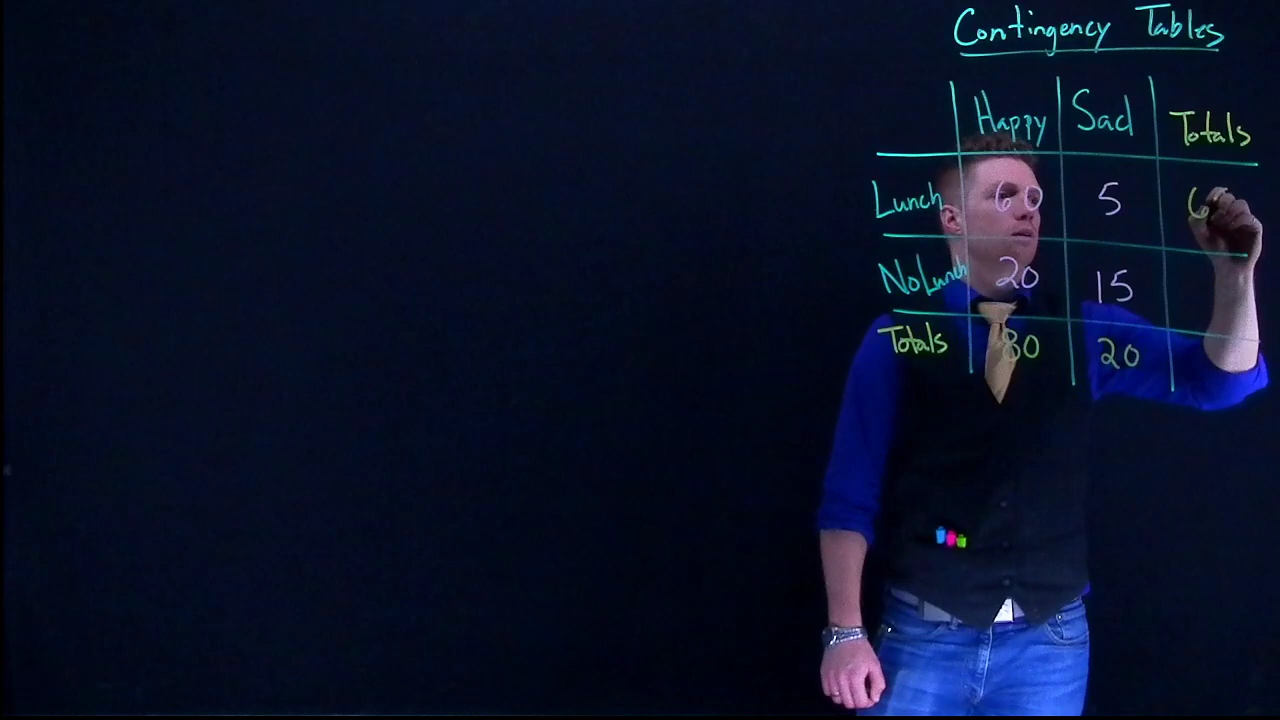 Contingency Tables
Happy Sad Totals
Lunch 60 5
No Lunch 20 15
Totals 80 20